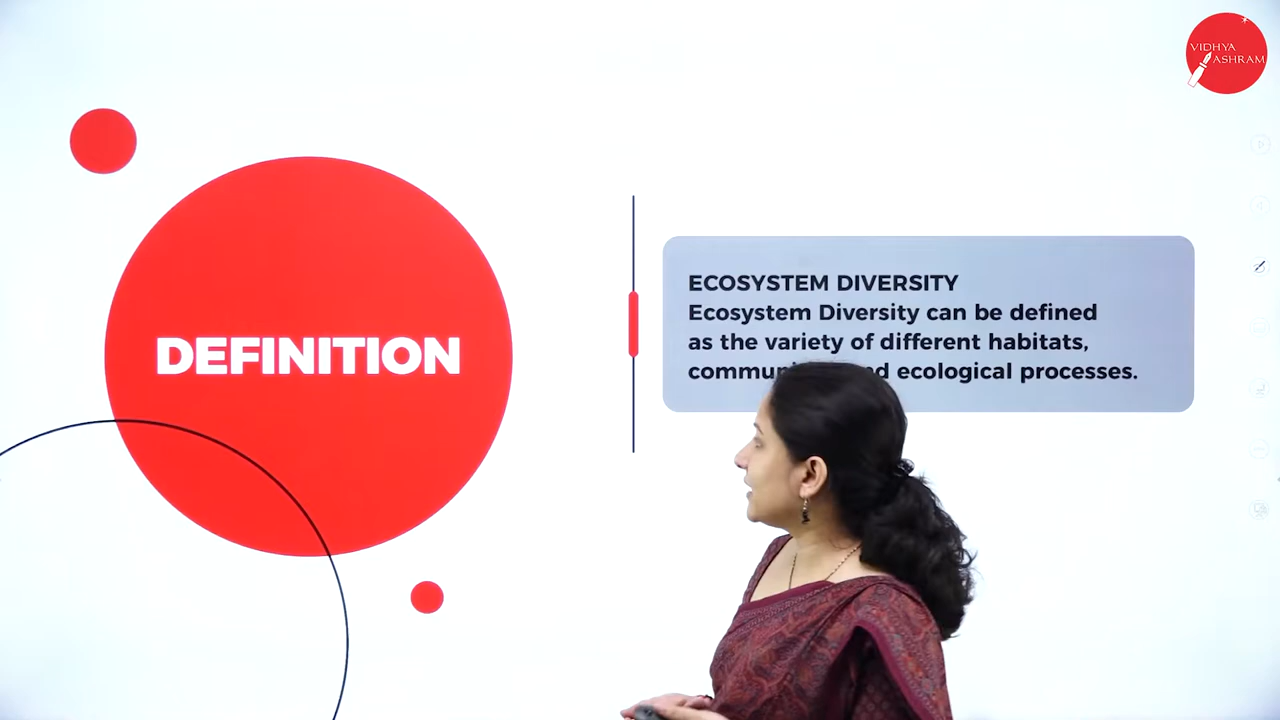 VIDHYA
ASHRAM
DEFINITION
ECOSYSTEM DIVERSITY
Ecosystem Diversity can be defined
as the variety of different habitats,
ecological processes.